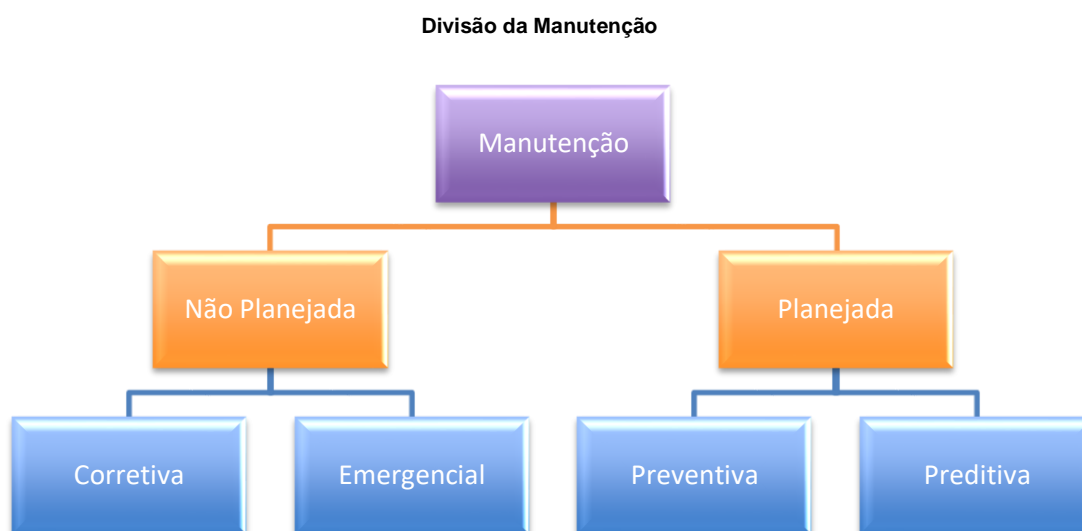 Divisão da Manutenção
Manutenção
Não Planejada
Planejada
Corretiva
Emergencial
Preventiva
Preditiva